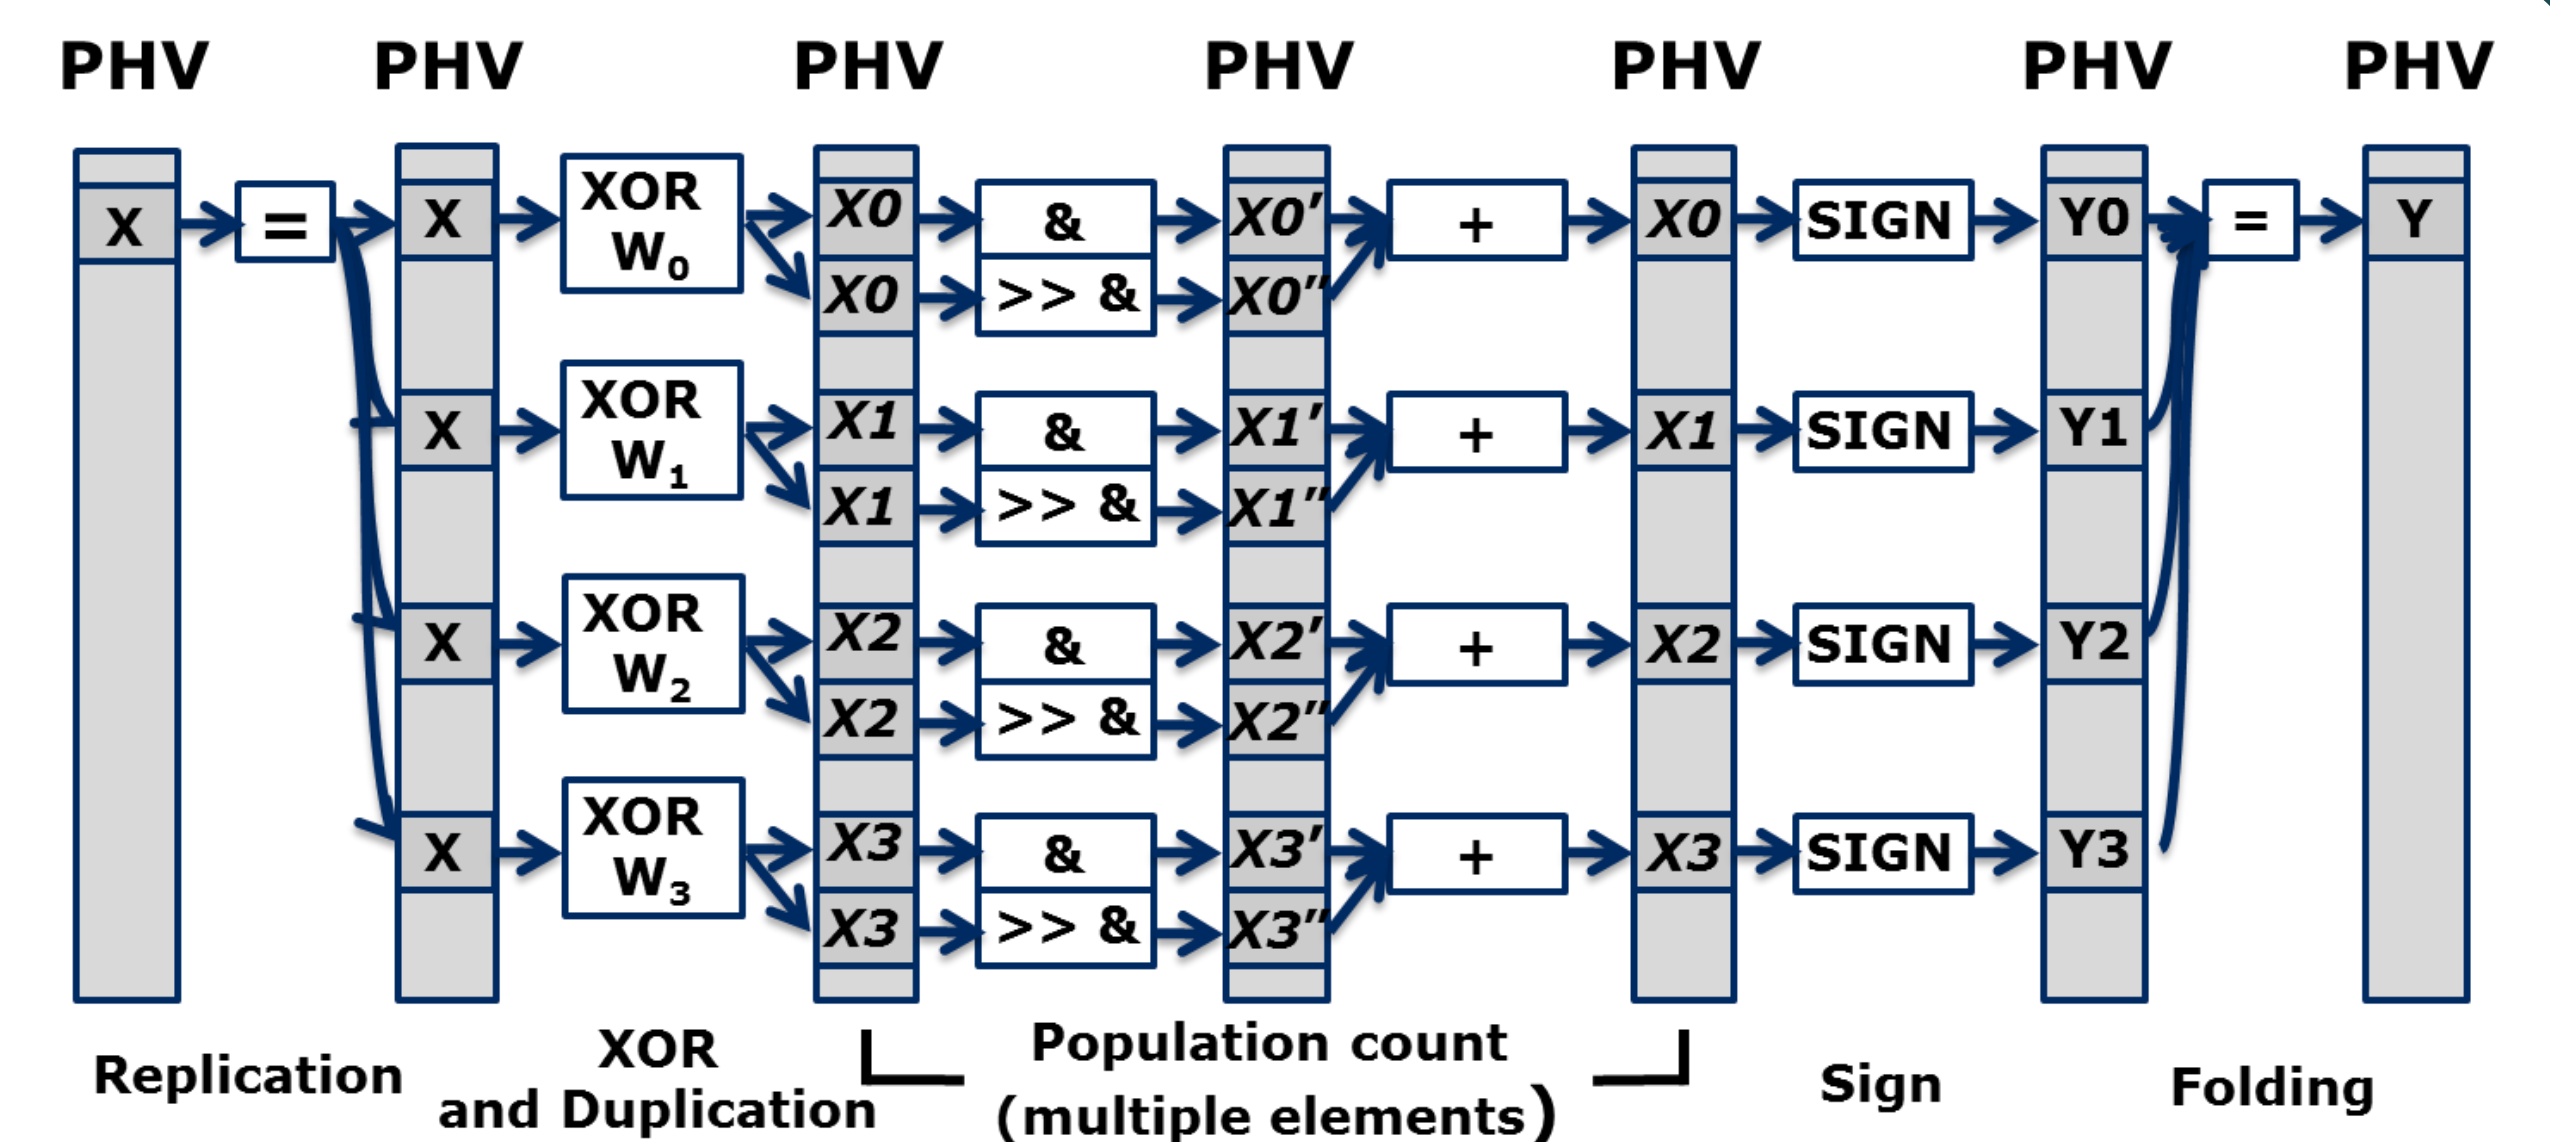 PHV PHV PHV PHV PHV PHV PHV
X = X XOR W0 X0 & X0' + X0 SIGN Y0 = Y
X0 >> & X0"
X XOR W1 X1 & X1' + X1 SIGN Y1
X1 >> & X1"
X XOR W2 X2 & X2' + X2 SIGN Y2
X2 >> & X2"
X XOR W3 X3 & X3' + X3 SIGN Y3
X3 >> & X3"
Replication
XOR
and Duplication
Population count
(multiple elements)
Sign
Folding